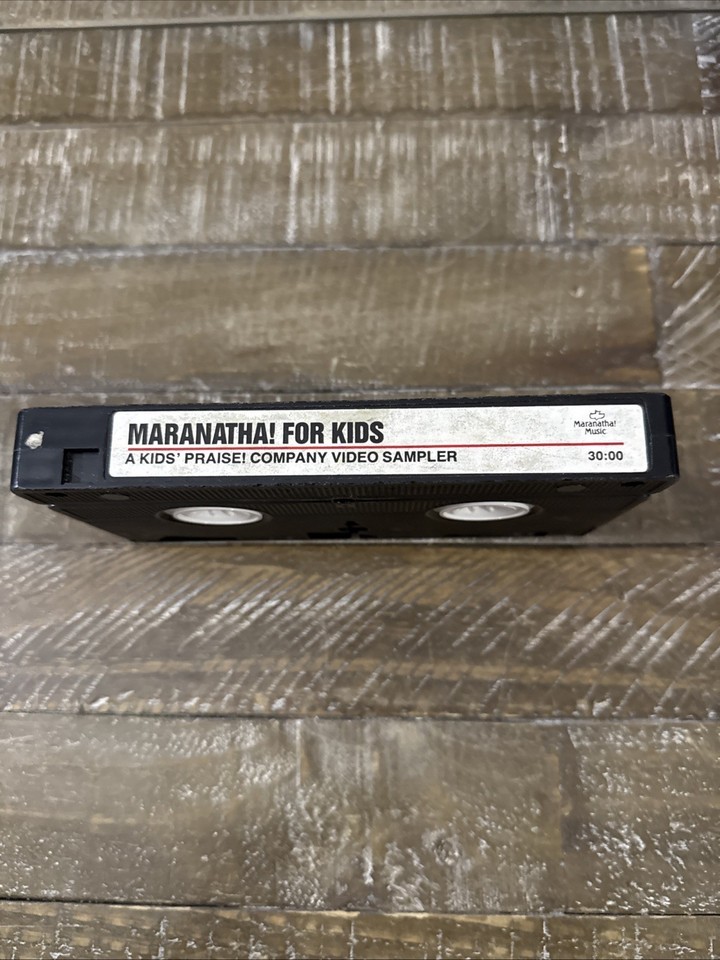 MARANATHA! FOR KIDS
A KIDS' PRAISE! COMPANY VIDEO SAMPLER
Maranatha!
Music
30:00